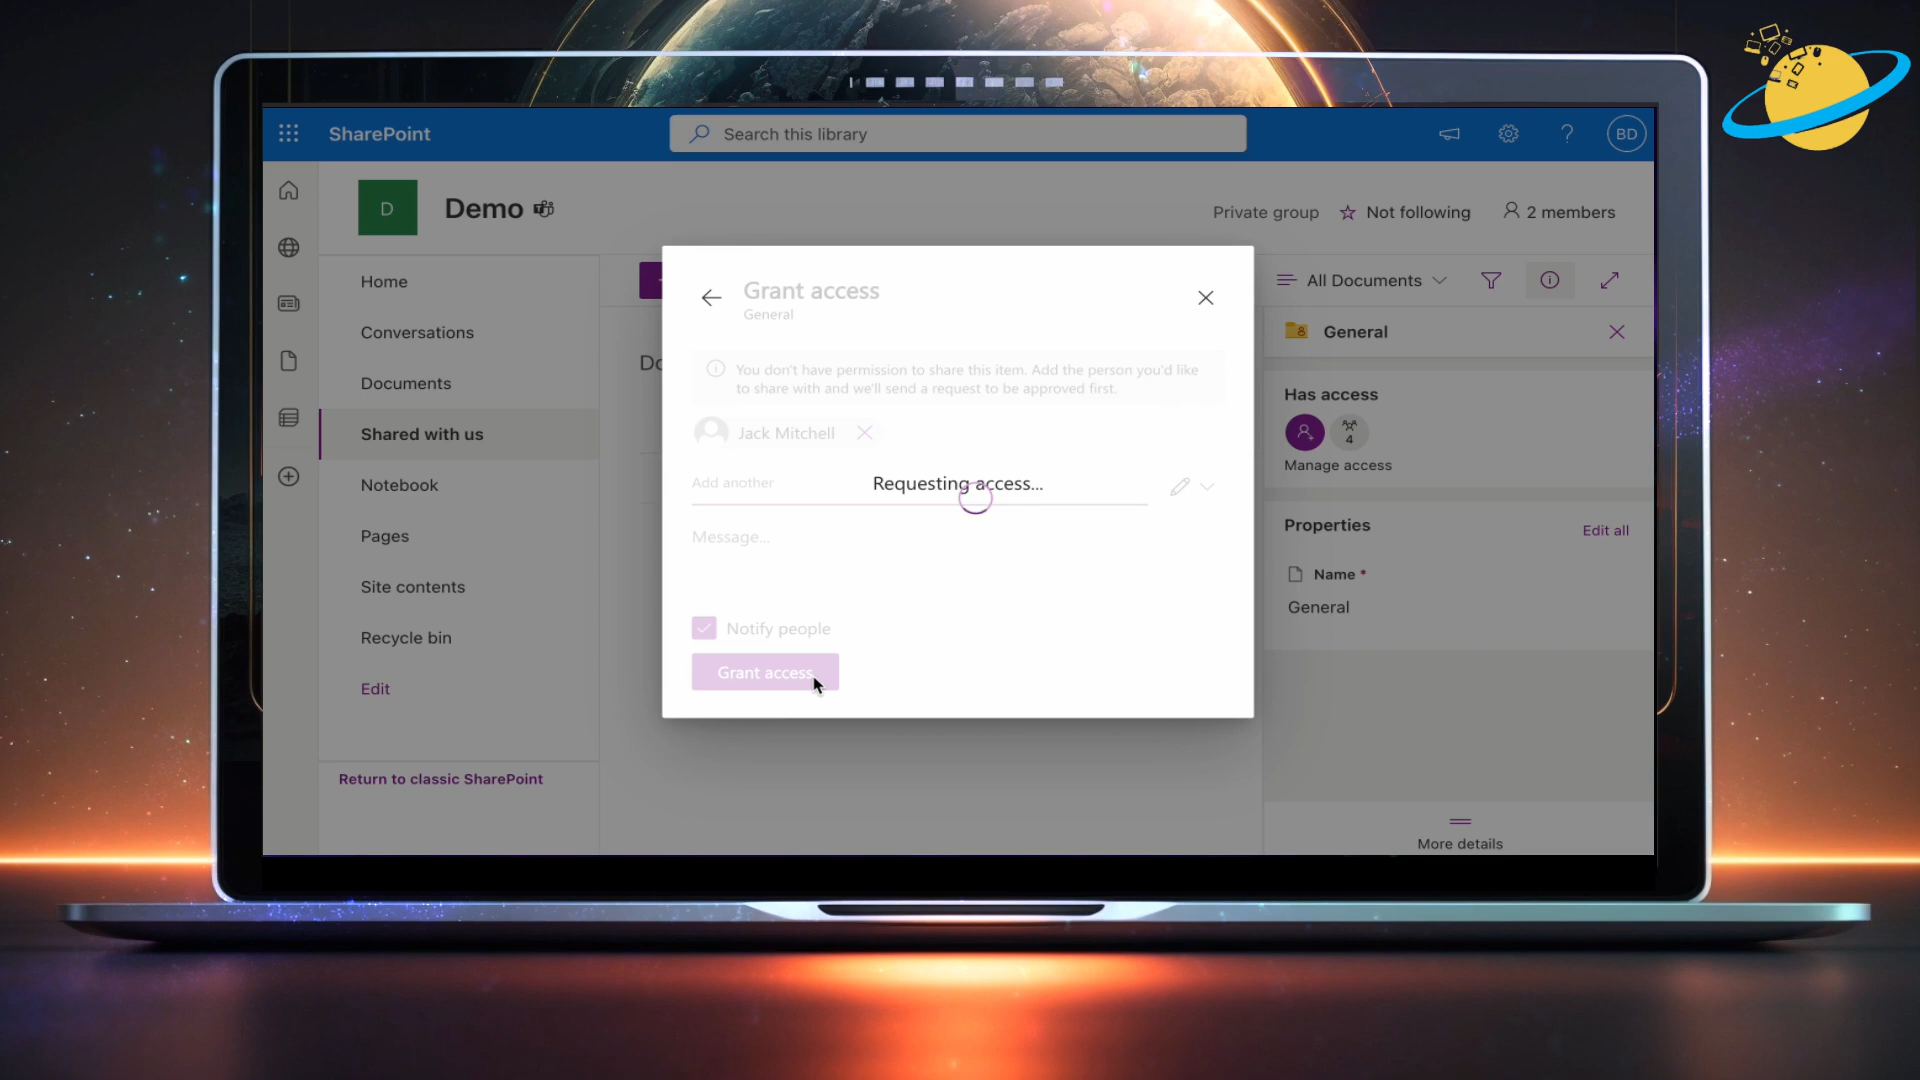 SharePoint
Search this library
BD
D
Demo
Private group
Not following
2 members
Home
Conversations
Documents
Shared with us
Notebook
Pages
Site contents
Recycle bin
Edit
Return to classic SharePoint
Do
Grant access
General
You don't have permission to share this item. Add the person you'd like
to share with and we'll send a request to be approved first.
Jack Mitchell
Add another
Requesting access...
Message...
Notify people
Grant access
All Documents
General
Has access
4
Manage access
Properties
Edit all
Name *
General
More details